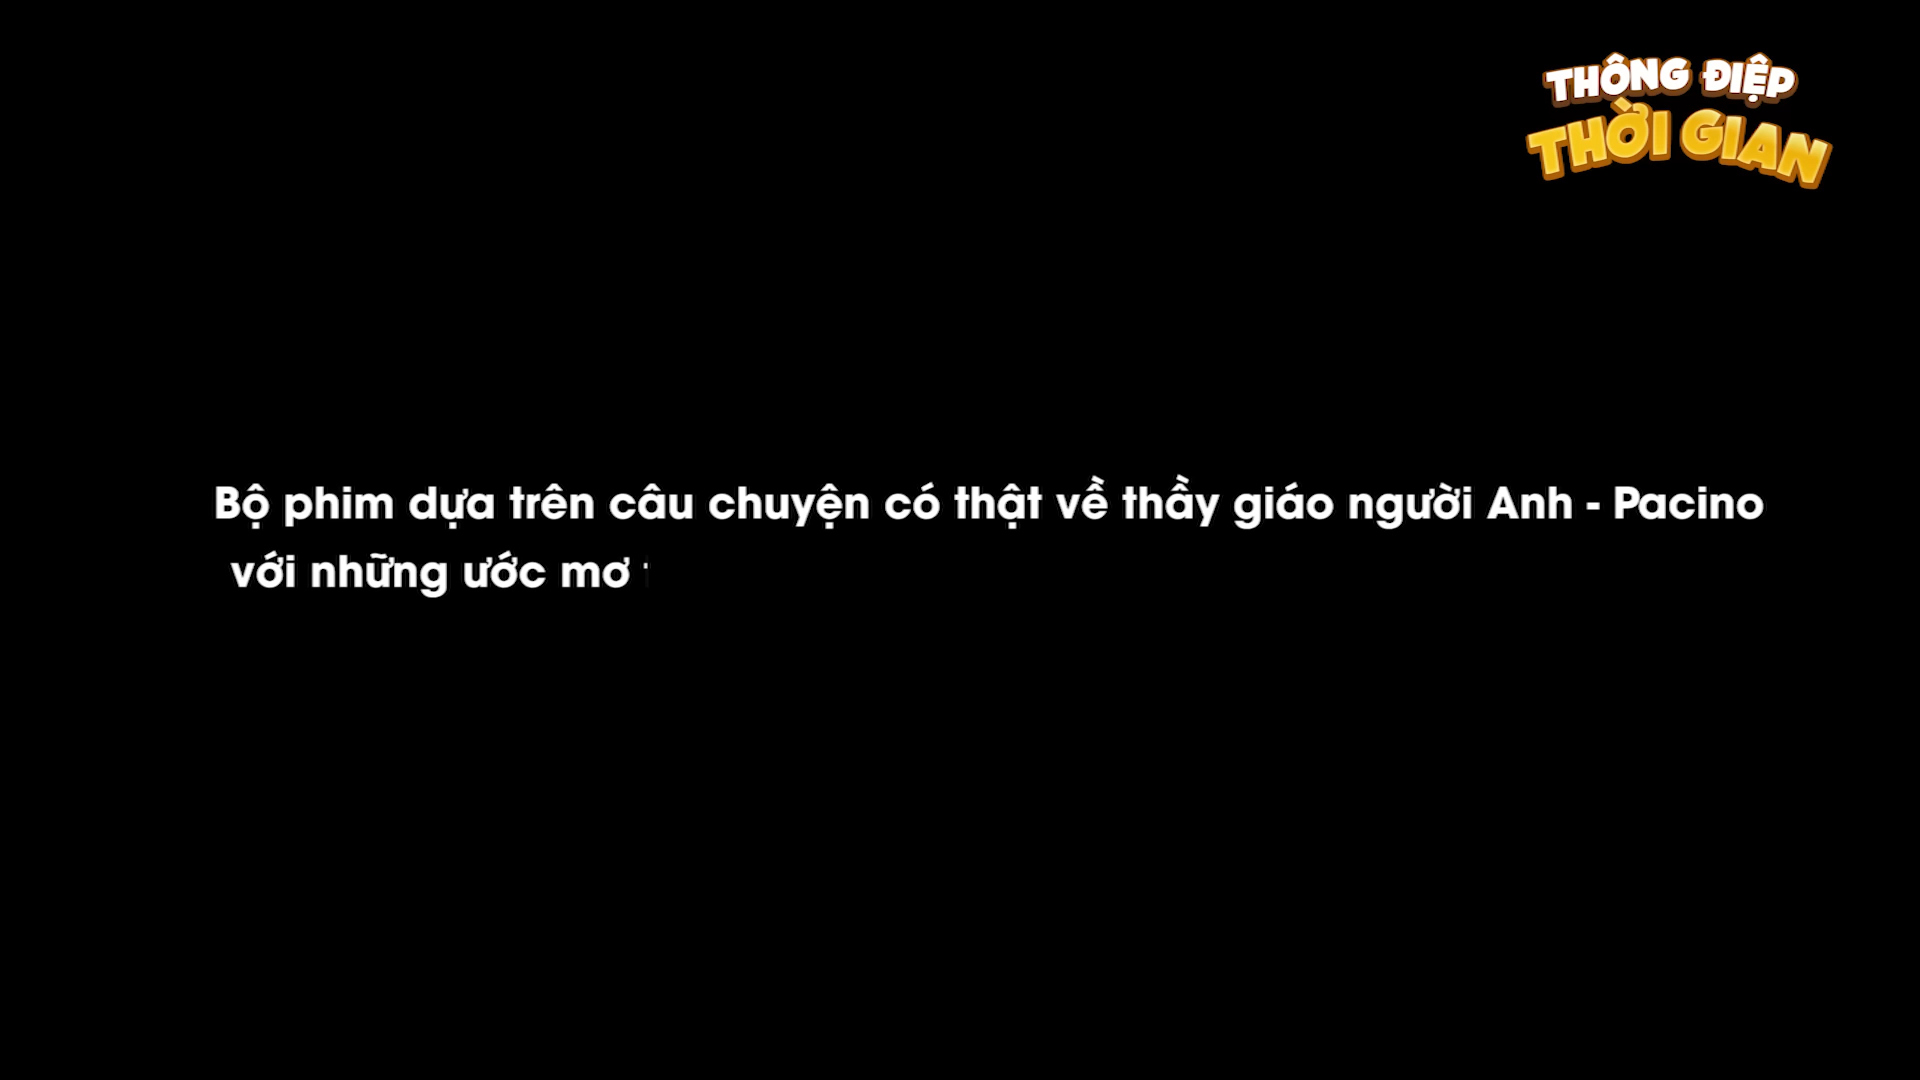 THÔNG ĐIỆP
THỜI GIAN
Bộ phim dựa trên câu chuyện có thật về thầy giáo người Anh - Pacino
với những ước mơ